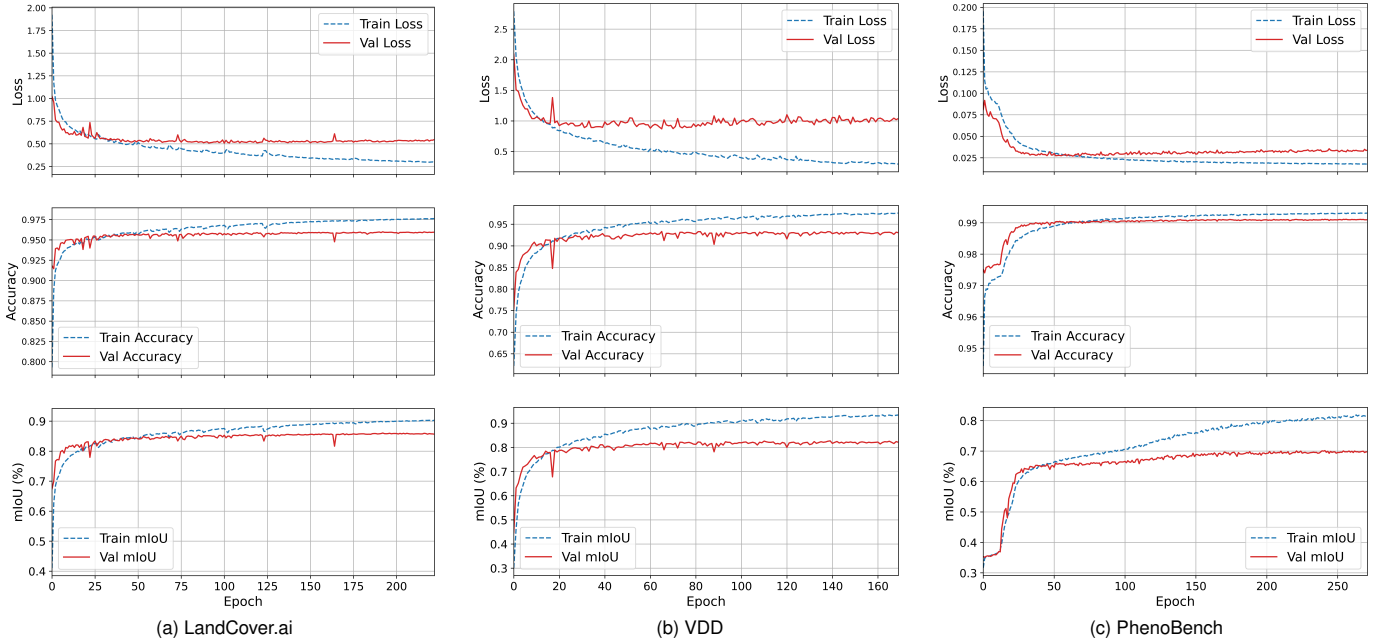 2.00
1.75
1.50
1.25
1.00
0.75
0.50
0.25
Loss
Train Loss
Val Loss
0.975
0.950
0.925
0.900
0.875
0.850
0.825
0.800
Accuracy
Train Accuracy
Val Accuracy
0.9
0.8
0.7
0.6
0.5
0.4
mIoU (%)
Train mIoU
Val mIoU
0 25 50 75 100 125 150 175 200
Epoch
(a) LandCover.ai
2.5
2.0
1.5
1.0
0.5
Loss
Train Loss
Val Loss
0.95
0.90
0.85
0.80
0.75
0.70
0.65
Accuracy
Train Accuracy
Val Accuracy
0.9
0.8
0.7
0.6
0.5
0.4
0.3
mIoU (%)
Train mIoU
Val mIoU
0 20 40 60 80 100 120 140 160
Epoch
(b) VDD
0.200
0.175
0.150
0.125
0.100
0.075
0.050
0.025
Loss
Train Loss
Val Loss
0.99
0.98
0.97
0.96
0.95
Accuracy
Train Accuracy
Val Accuracy
0.8
0.7
0.6
0.5
0.4
0.3
mIoU (%)
Train mIoU
Val mIoU
0 50 100 150 200 250
Epoch
(c) PhenoBench